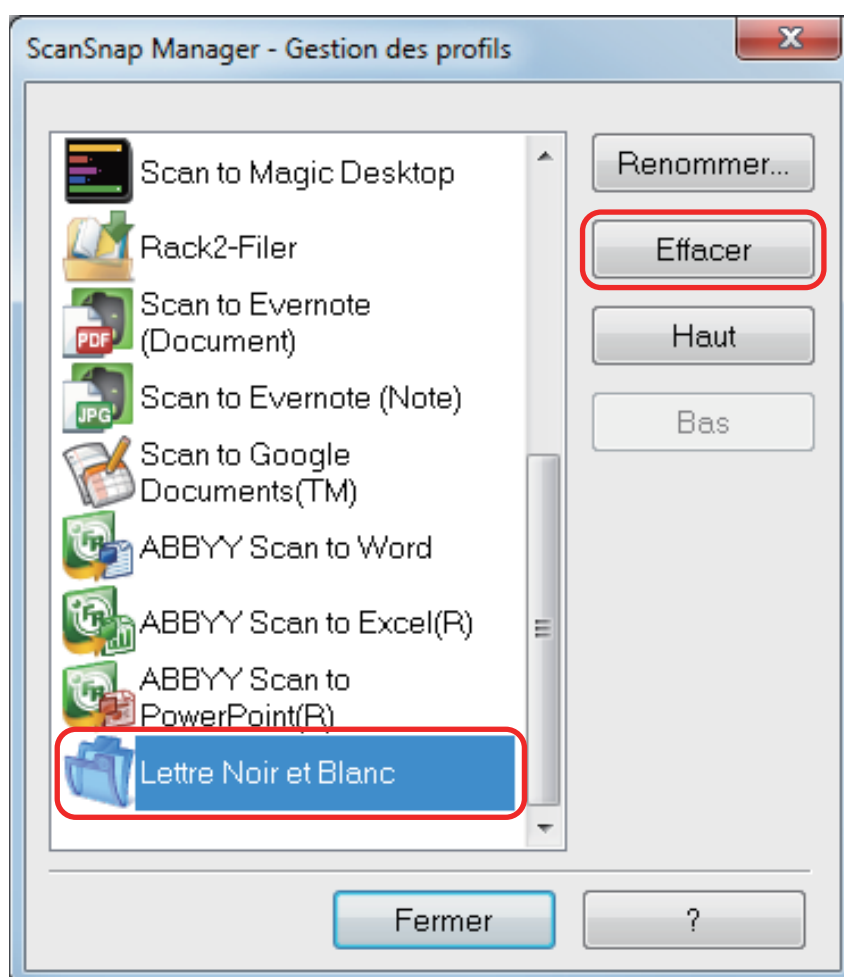 ScanSnap Manager - Gestion des profils
Scan to Magic Desktop
Rack2-Filer
Scan to Evernote
(Document)
Scan to Evernote (Note)
Scan to Google
Documents(TM)
ABBYY Scan to Word
ABBYY Scan to Excel(R)
ABBYY Scan to
PowerPoint(R)
Lettre Noir et Blanc
Renommer...
Effacer
Haut
Bas
PDF
JPG
Fermer
?